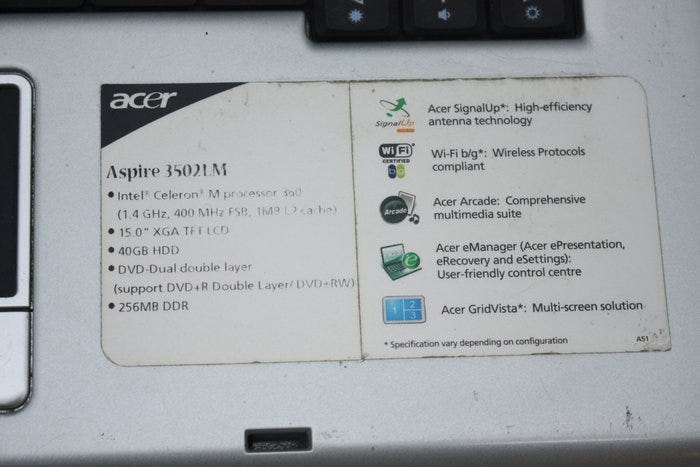 acer
Aspire 3502LM
• Intel® Celeron® M processor 360
(1.4 GHz, 400 MHz FSB, 1MB L2 cache)
• 15.0" XGA TFT LCD
• 40GB HDD
• DVD-Dual double layer
(support DVD+R Double Layer/ DVD+RW)
• 256MB DDR
SignalUp
Acer SignalUp*: High-efficiency
antenna technology
Wi Fi
CERTIFIED
Wi-Fi b/g*: Wireless Protocols
compliant
Arcade
Acer Arcade: Comprehensive
multimedia suite
e
Acer eManager (Acer ePresentation,
eRecovery and eSettings):
User-friendly control centre
1 2
3
Acer GridVista*: Multi-screen solution
* Specification vary depending on configuration
AS1